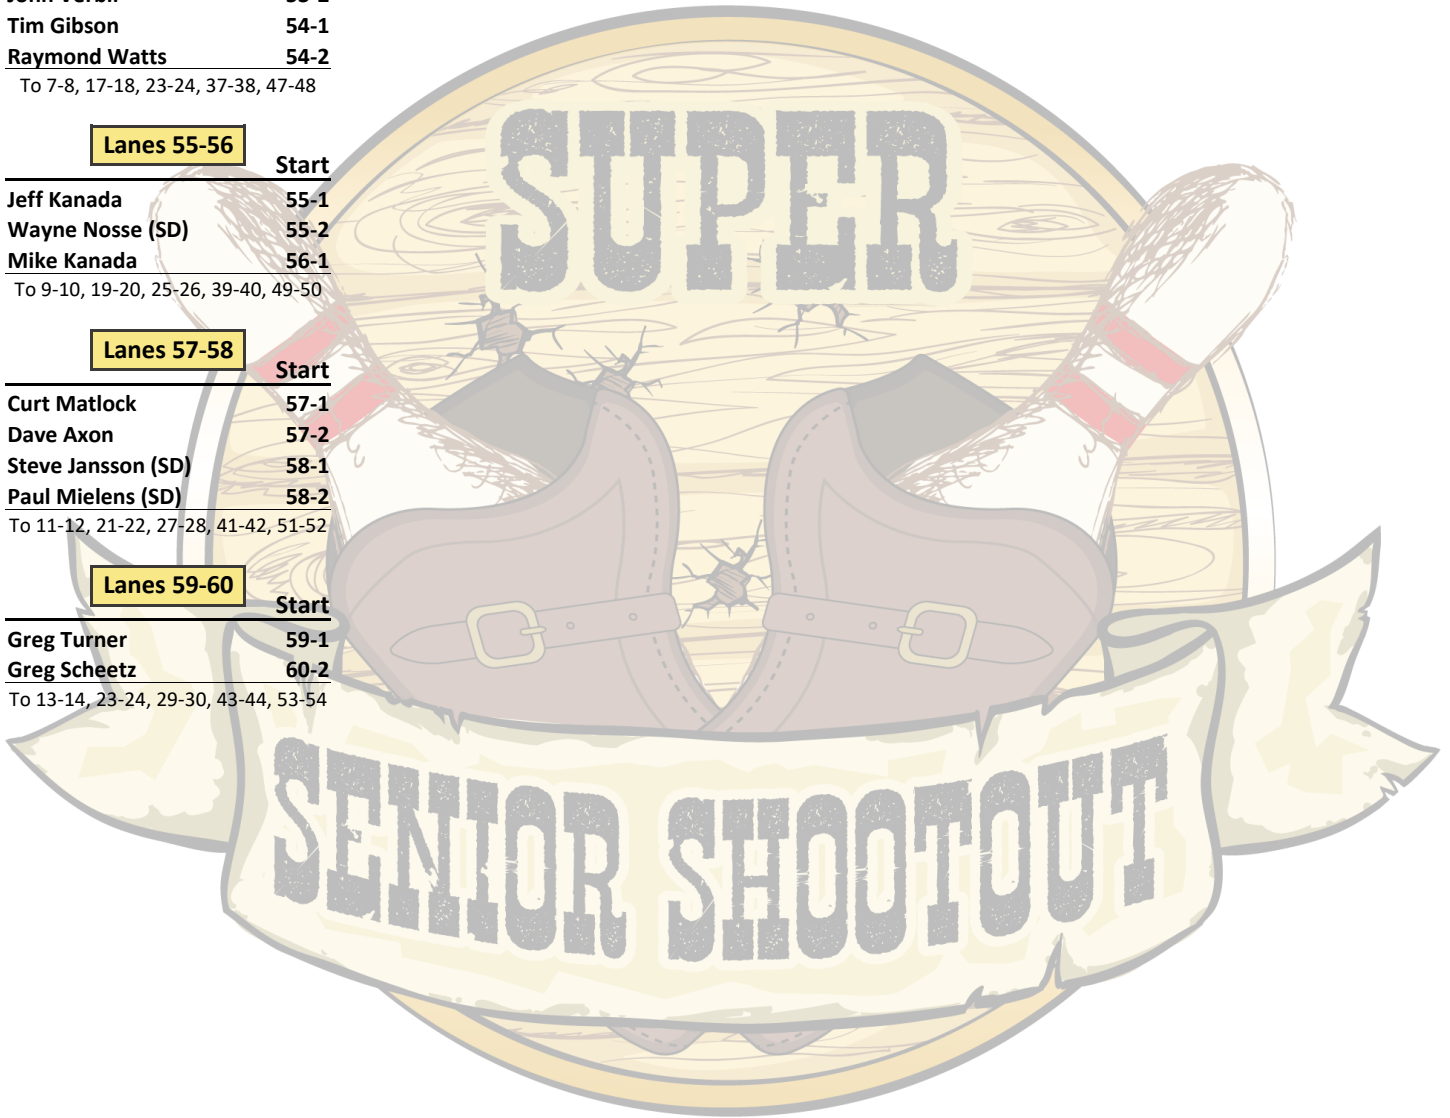 Tim Gibson 54-1
Raymond Watts 54-2
To 7-8, 17-18, 23-24, 37-38, 47-48
Lanes 55-56
Start
Jeff Kanada 55-1
Wayne Nosse (SD) 55-2
Mike Kanada 56-1
To 9-10, 19-20, 25-26, 39-40, 49-50
Lanes 57-58
Start
Curt Matlock 57-1
Dave Axon 57-2
Steve Jansson (SD) 58-1
Paul Mielens (SD) 58-2
To 11-12, 21-22, 27-28, 41-42, 51-52
Lanes 59-60
Start
Greg Turner 59-1
Greg Scheetz 60-2
To 13-14, 23-24, 29-30, 43-44, 53-54
SUPER
SENIOR SHOOTOUT